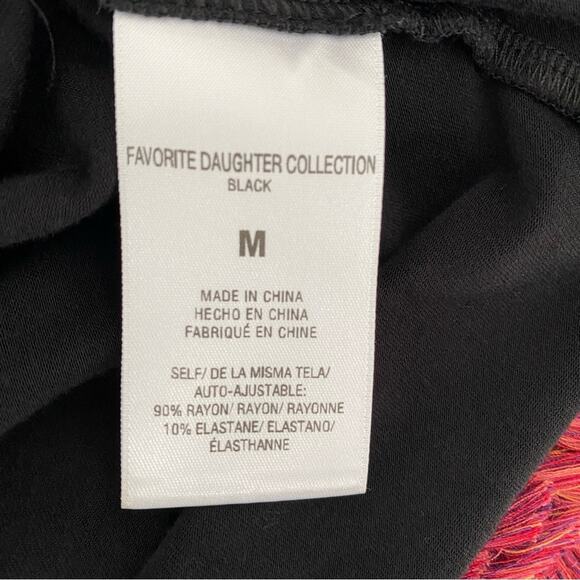 FAVORITE DAUGHTER COLLECTION
BLACK
M
MADE IN CHINA
HECHO EN CHINA
FABRIQUÉ EN CHINE
SELF/ DE LA MISMA TELA/
AUTO-AJUSTABLE:
90% RAYON/ RAYON/ RAYONNE
10% ELASTANE/ ELASTANO/
ÉLASTHANNE